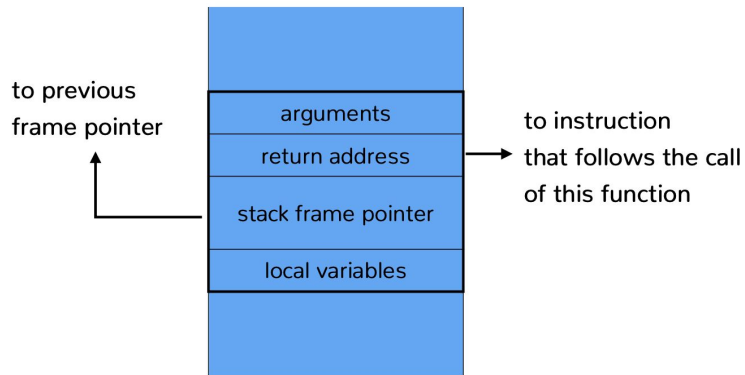 to previous
frame pointer
arguments
return address
stack frame pointer
local variables
to instruction
that follows the call
of this function